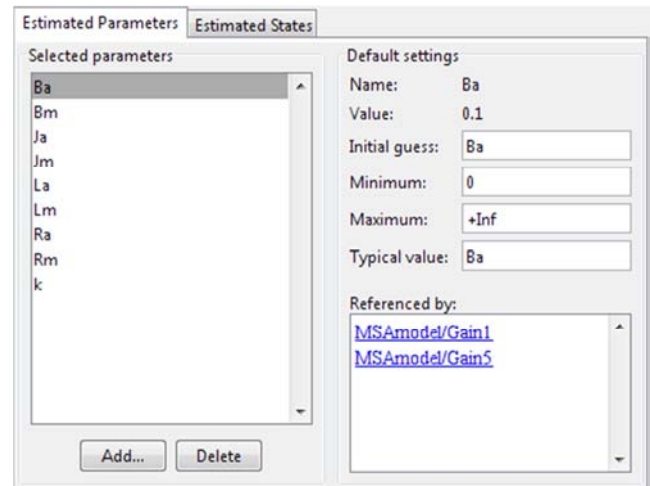 Estimated Parameters
Estimated States
Selected parameters
Ba
Bm
Ja
Jm
La
Lm
Ra
Rm
k
Add...
Delete
Default settings
Name: Ba
Value: 0.1
Initial guess: Ba
Minimum: 0
Maximum: +Inf
Typical value: Ba
Referenced by:
MSAmodel/Gain1
MSAmodel/Gain5